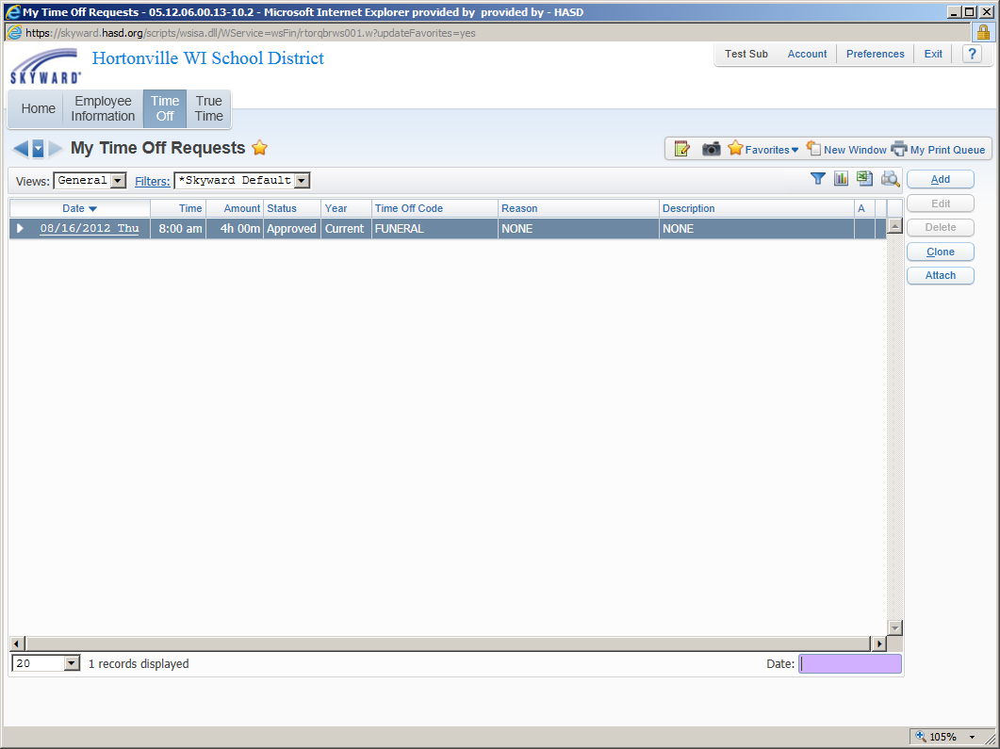 My Time Off Requests - 05.12.06.00.13-10.2 - Microsoft Internet Explorer provided by  provided by - HASD
https://skyward.hasd.org/scripts/wsisa.dll/WService=wsFin/rtorqbrws001.w?updateFavorites=yes
SKYWARD®
Hortonville WI School District
Test Sub Account Preferences Exit ?
Home Employee Information Time Off True Time
My Time Off Requests
Favorites New Window My Print Queue
Views: General Filters: *Skyward Default
Add
Edit
Delete
Clone
Attach
Date Time Amount Status Year Time Off Code Reason Description A
08/16/2012 Thu 8:00 am 4h 00m Approved Current FUNERAL NONE NONE
20 1 records displayed Date:
105%